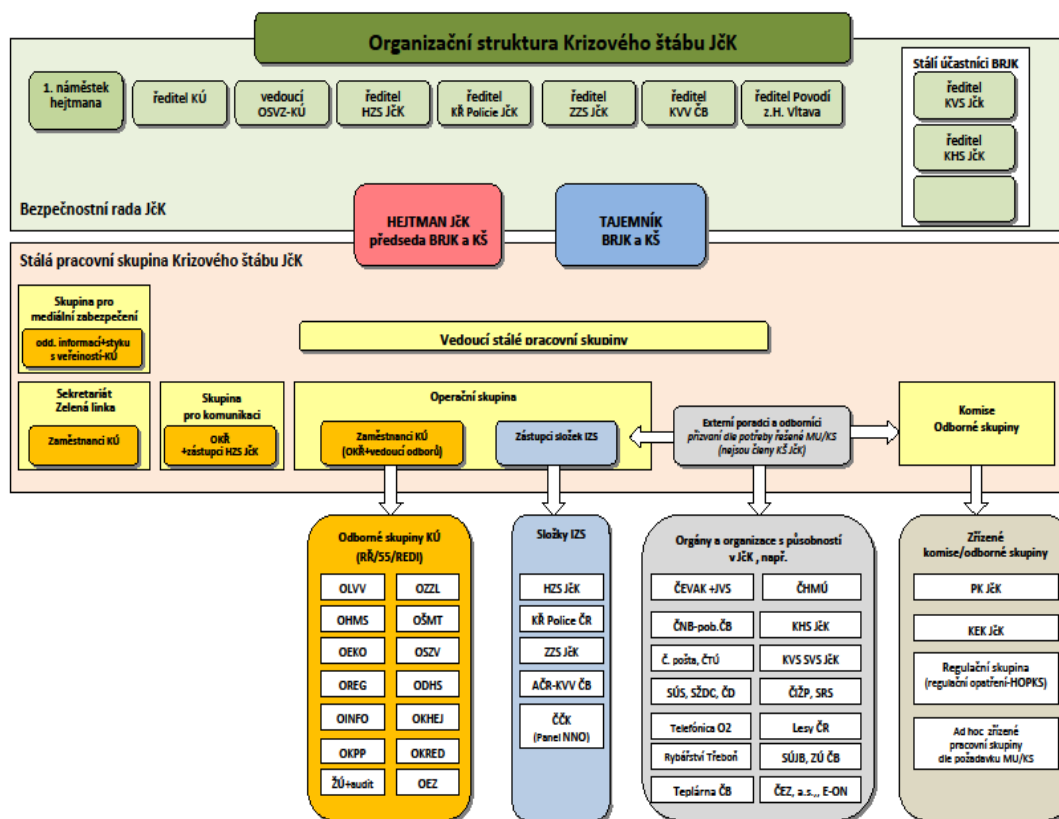 Organizační struktura Krizového štábu JčK
Stálí účastníci BRJK
1. náměstek
hejtmana
ředitel KÚ
vedoucí
OSVZ-KÚ
ředitel
HZS JčK
ředitel
KŘ Policie JčK
ředitel
ZZS JčK
ředitel
KVV ČB
ředitel Povodí
z.H. Vltava
ředitel
KVS JčK
ředitel
KHS JčK
Bezpečnostní rada JčK
HEJTMAN JčK
předseda BRJK a KŠ
TAJEMNÍK
BRJK a KŠ
Stálá pracovní skupina Krizového štábu JčK
Skupina pro
mediální zabezpečení
odd. informací+styku
s veřejností-KÚ
Vedoucí stálé pracovní skupiny
Sekretariát
Zelená linka
Zaměstnanci KÚ
Skupina
pro komunikaci
OKŘ
+zástupci HZS JčK
Operační skupina
Zaměstnanci KÚ
(OKŘ+vedoucí odborů)
Zástupci složek IZS
Externí poradci a odborníci
přizvaní dle potřeby řešené MU/KS
(nejsou členy KŠ JčK)
Komise
Odborné skupiny
Odborné skupiny KÚ
(RŘ/55/REDI)
OLVV
OZZL
OHMS
OŠMT
OEKO
OSZV
OREG
ODHS
OINFO
OKHEJ
OKPP
OKRED
ŽÚ+audit
OEZ
Složky IZS
HZS JčK
KŘ Police ČR
ZZS JčK
AČR-KVV ČB
ČČK
(Panel NNO)
Orgány a organizace s působností
v JčK , např.
ČEVAK +JVS
ČHMÚ
ČNB-pob.ČB
KHS JčK
Č. pošta, ČTÚ
KVS SVS JčK
SÚS, SŽDC, ČD
ČIŽP, SRS
Telefónica O2
Lesy ČR
Rybářství Třeboň
SÚJB, ZÚ ČB
Teplárna ČB
ČEZ, a.s.,, E-ON
Zřízené
komise/odborné skupiny
PK JčK
KEK JčK
Regulační skupina
(regulační opatření-HOPKS)
Ad hoc zřízené
pracovní skupiny
dle požadavku MU/KS